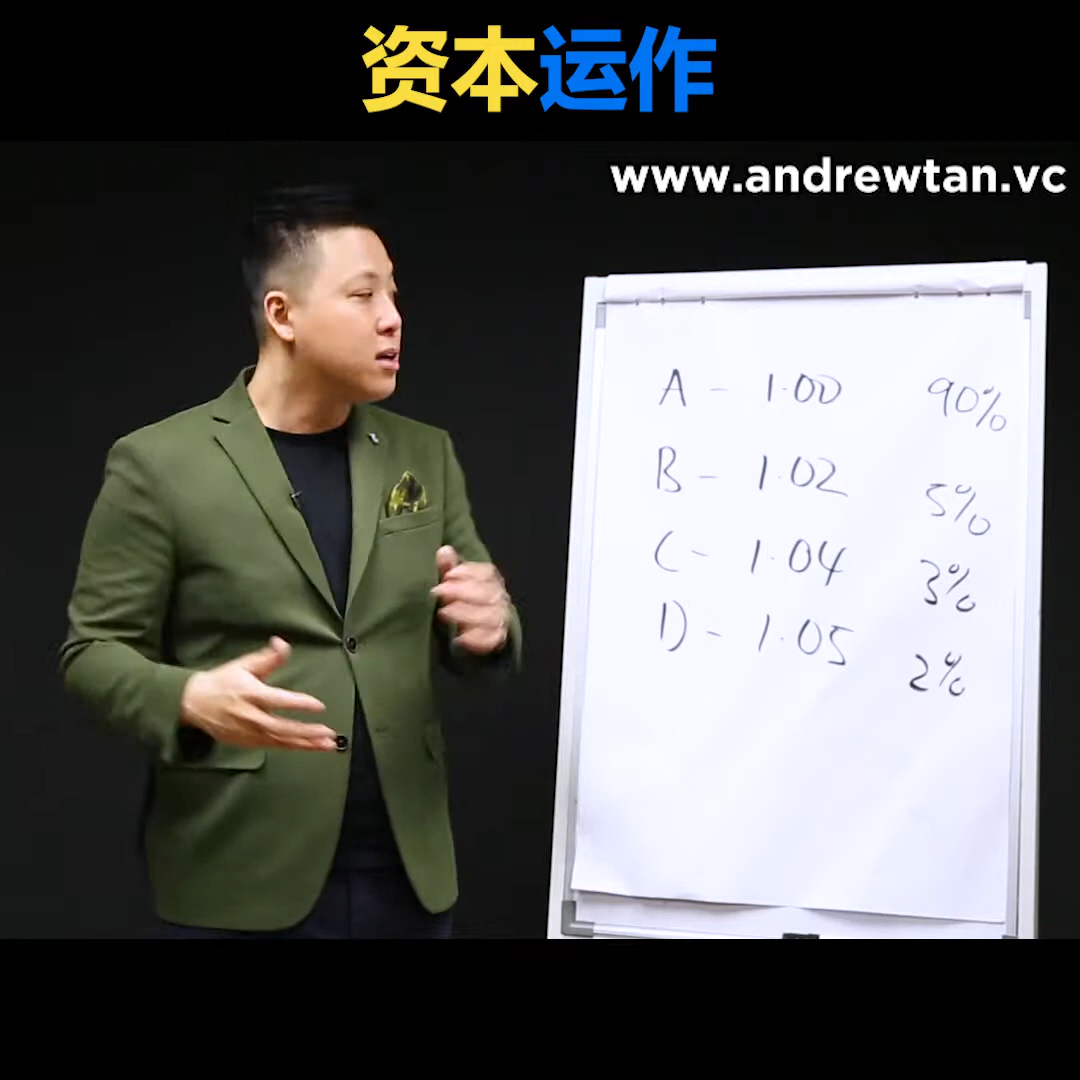 资本运作
www.andrewtan.vc
A - 1.00 90%
B - 1.02 5%
C - 1.04 3%
D - 1.05 2%